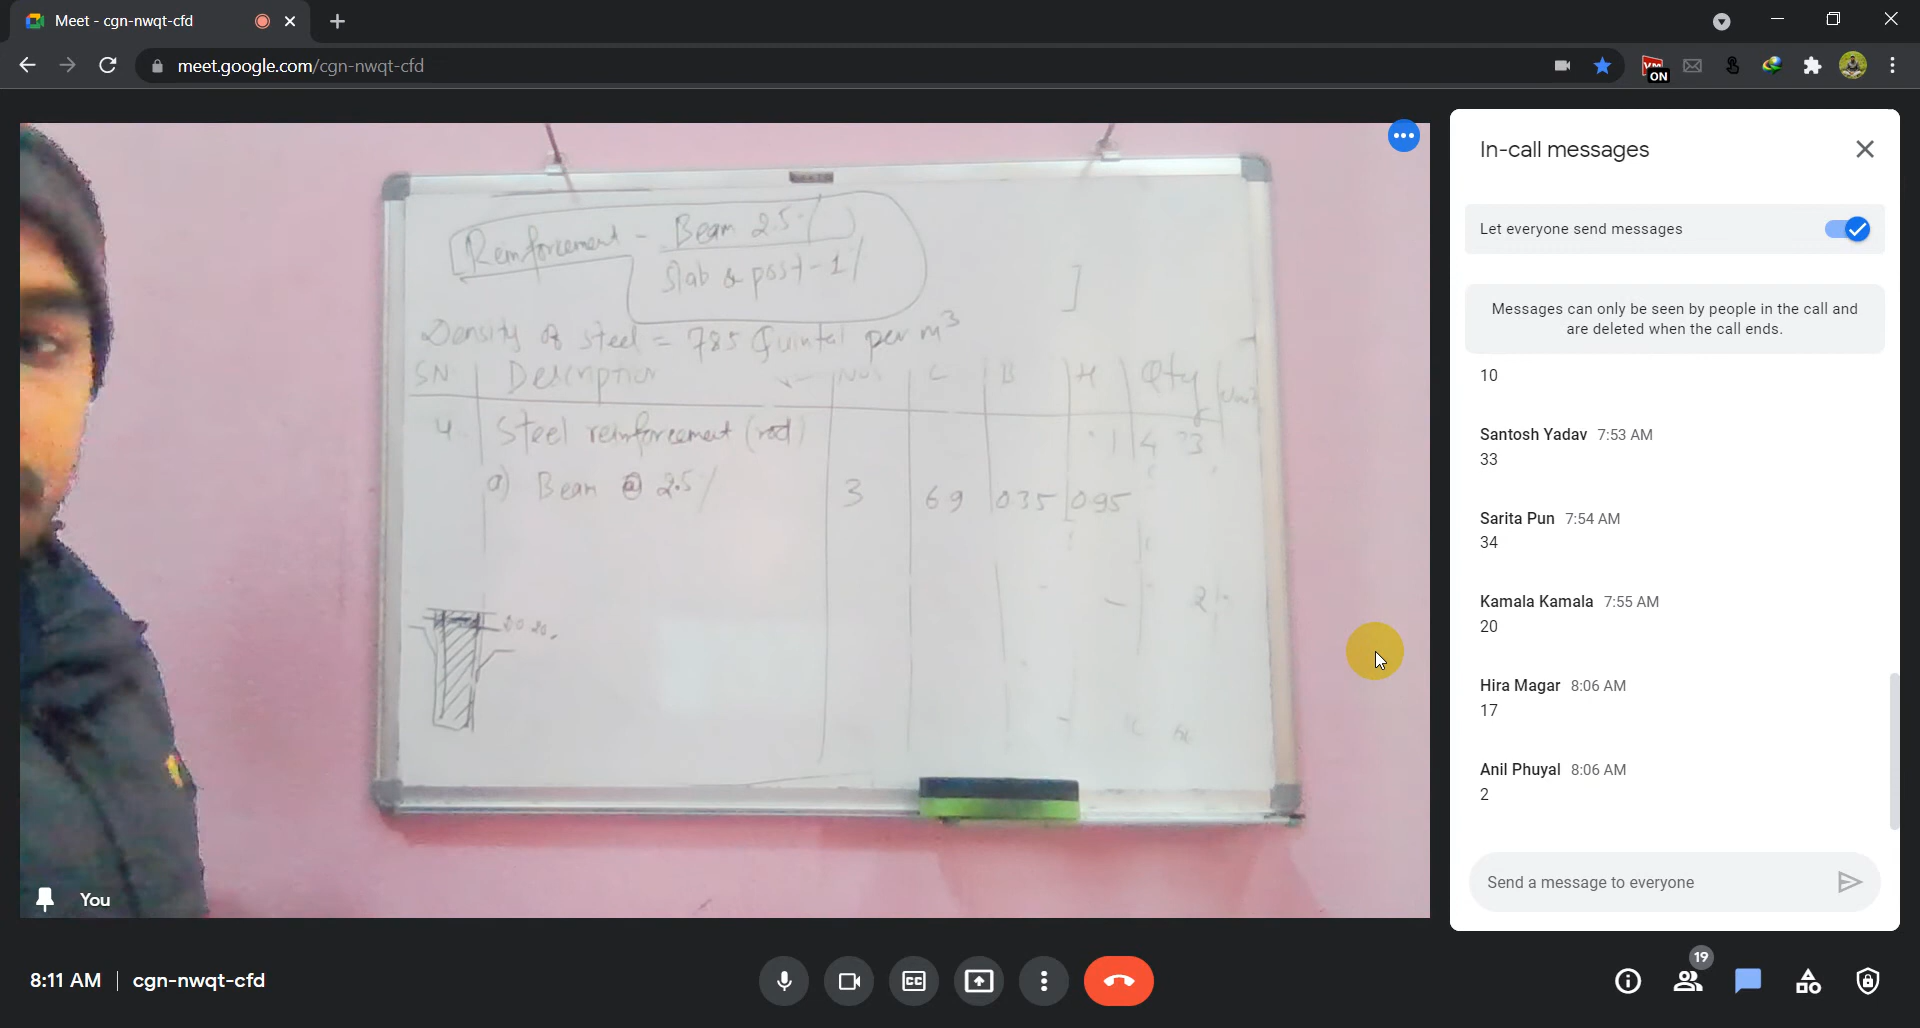 Meet - cgn-nwqt-cfd
meet.google.com/cgn-nwqt-cfd
ON
Reinforcement - Beam 2.5%
Slab & post - 1%
Density of steel = 785 Quintal per m³
SN Description Nos L B H Qty
4. Steel reinforcement (rod)
a) Beam @ 2.5% 3 6.9 0.35 0.95
You
In-call messages
Let everyone send messages
Messages can only be seen by people in the call and
are deleted when the call ends.
10
Santosh Yadav 7:53 AM
33
Sarita Pun 7:54 AM
34
Kamala Kamala 7:55 AM
20
Hira Magar 8:06 AM
17
Anil Phuyal 8:06 AM
2
Send a message to everyone
8:11 AM cgn-nwqt-cfd
CC
19